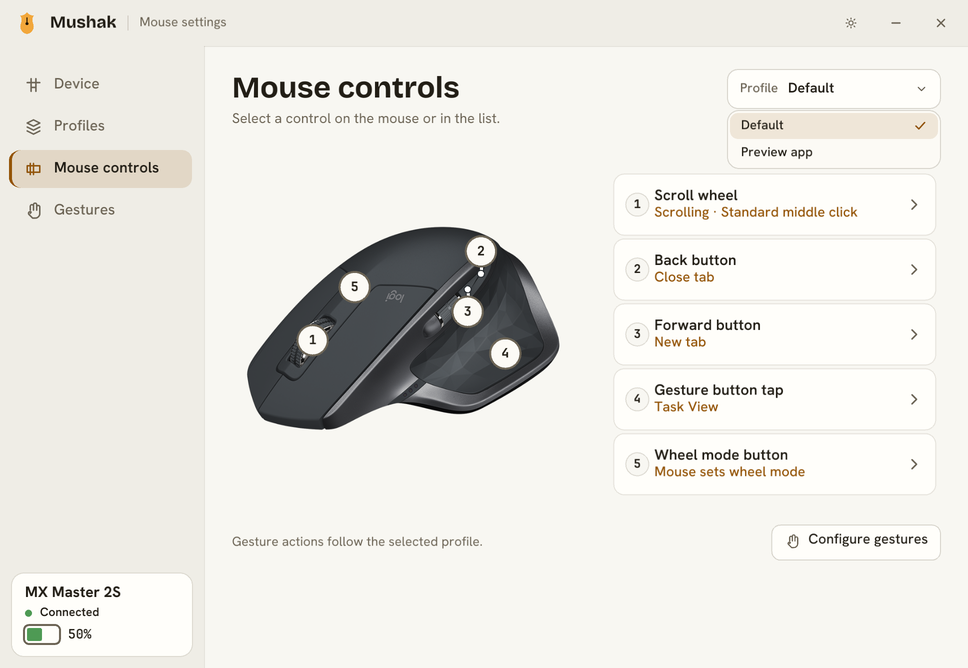 Mushak
Mouse settings
Device
Profiles
Mouse controls
Gestures
MX Master 2S
Connected
50%
Mouse controls
Select a control on the mouse or in the list.
Profile Default
Default
Preview app
logi
1
2
3
4
5
1
Scroll wheel
Scrolling · Standard middle click
2
Back button
Close tab
3
Forward button
New tab
4
Gesture button tap
Task View
5
Wheel mode button
Mouse sets wheel mode
Gesture actions follow the selected profile.
Configure gestures